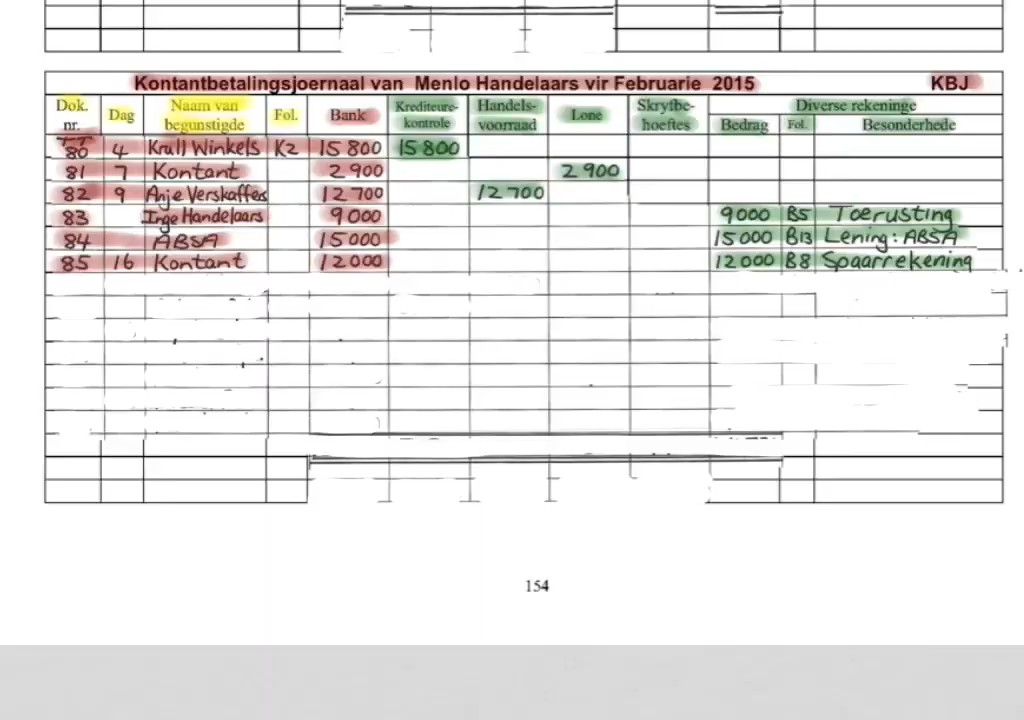 Kontantbetalingsjoernaal van Menlo Handelaars vir Februarie 2015 KBJ
Dok. nr. Dag Naam van begunstigde Fol. Bank Krediteure-kontrole Handels-voorraad Lone Skryfbe-hoeftes Diverse rekeninge
Bedrag Fol. Besonderhede
80 4 Krull Winkels K2 15 800 15 800
81 7 Kontant 2 900 2 900
82 9 Anje Verskaffers 12 700 12 700
83 Inge Handelaars 9 000 9 000 B5 Toerusting
84 ABSA 15 000 15 000 B13 Lening: ABSA
85 16 Kontant 12 000 12 000 B8 Spaarrekening
154